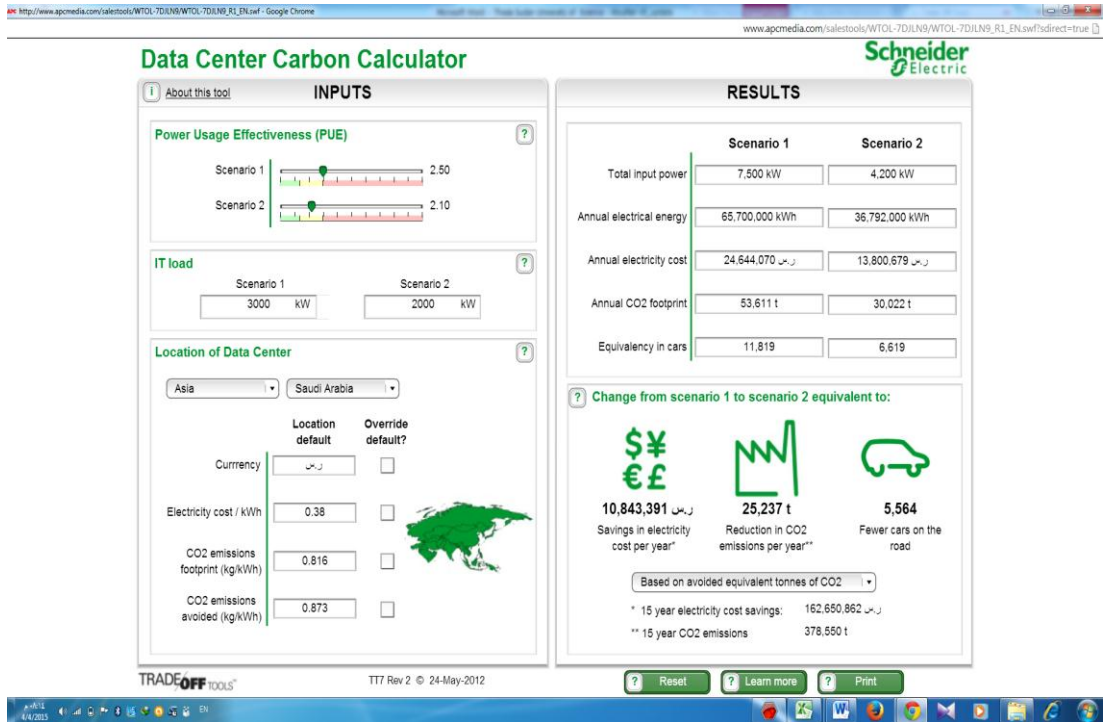 http://www.apcmedia.com/salestools/WTOL-7DJLN9/WTOL-7DJLN9_R1_EN.swf - Google Chrome
www.apcmedia.com/salestools/WTOL-7DJLN9/WTOL-7DJLN9_R1_EN.swf?sdirect=true
Data Center Carbon Calculator
Schneider Electric
i About this tool INPUTS
Power Usage Effectiveness (PUE) ?
Scenario 1 2.50
Scenario 2 2.10
IT load ?
Scenario 1 Scenario 2
3000 kW 2000 kW
Location of Data Center ?
Asia Saudi Arabia
Location default Override default?
Currrency ر.س
Electricity cost / kWh 0.38
CO2 emissions footprint (kg/kWh) 0.816
CO2 emissions avoided (kg/kWh) 0.873
RESULTS
Scenario 1 Scenario 2
Total input power 7,500 kW 4,200 kW
Annual electrical energy 65,700,000 kWh 36,792,000 kWh
Annual electricity cost 24,644,070 ر.س 13,800,679 ر.س
Annual CO2 footprint 53,611 t 30,022 t
Equivalency in cars 11,819 6,619
? Change from scenario 1 to scenario 2 equivalent to:
$¥
€£
10,843,391 ر.س 25,237 t 5,564
Savings in electricity cost per year* Reduction in CO2 emissions per year** Fewer cars on the road
Based on avoided equivalent tonnes of CO2
* 15 year electricity cost savings: 162,650,862 ر.س
** 15 year CO2 emissions 378,550 t
TRADE OFF TOOLS™ TT7 Rev 2 © 24-May-2012
? Reset ? Learn more ? Print
4/4/2015 EN